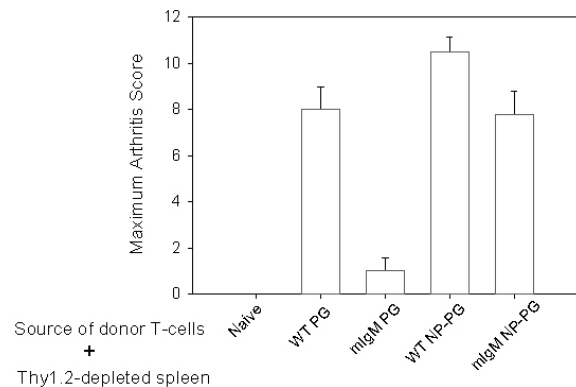 12
10
8
6
4
2
0
Maximum Arthritis Score
Naïve
WT PG
mIgM PG
WT NP-PG
mIgM NP-PG
Source of donor T-cells
+
Thy1.2-depleted spleen